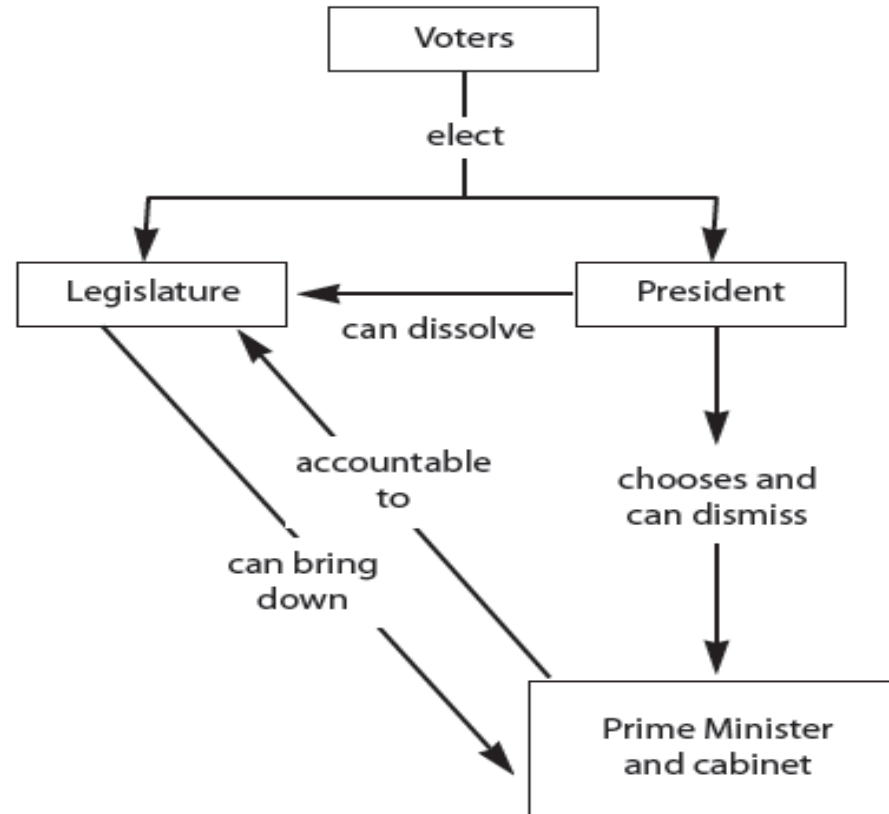 Voters
elect
Legislature
President
can dissolve
accountable
to
chooses and
can dismiss
can bring
down
Prime Minister
and cabinet